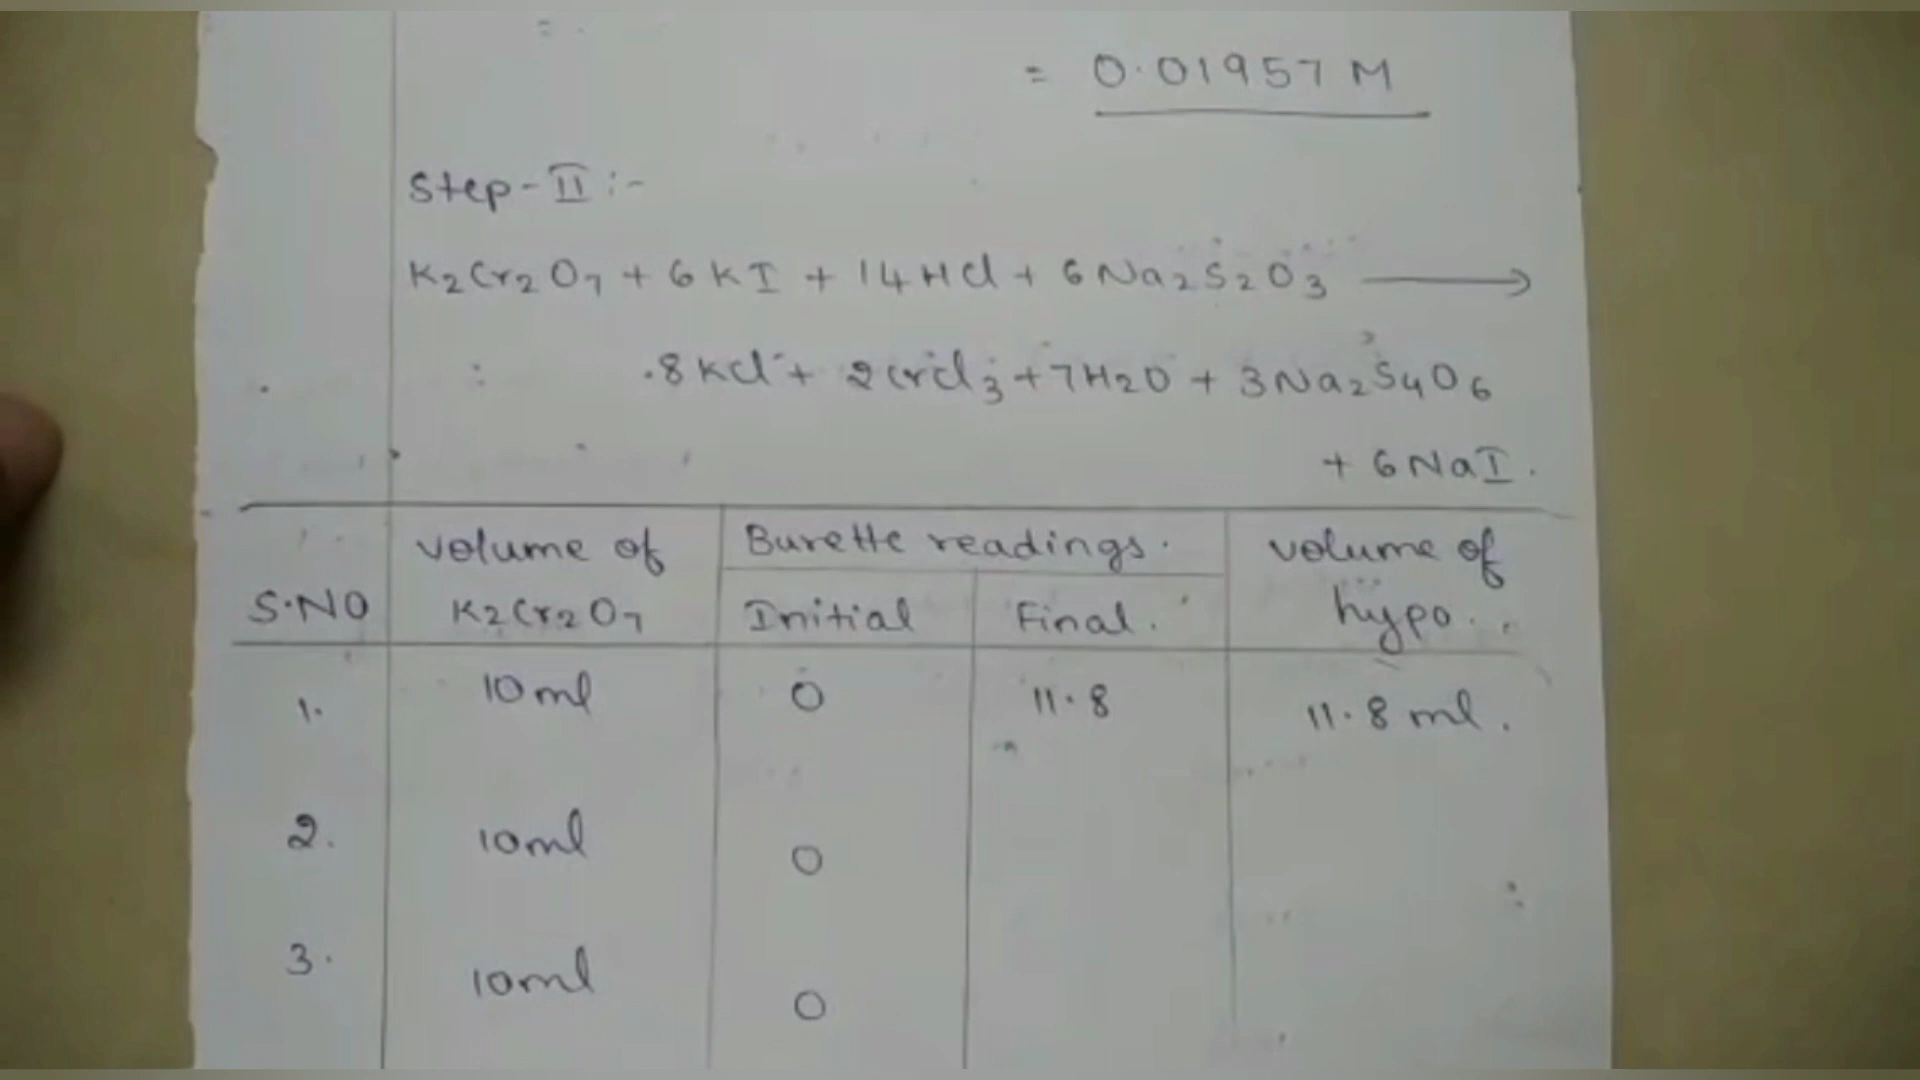 = 0.01957 M
Step-II :-
K2Cr2O7 + 6KI + 14HCl + 6Na2S2O3 ⟶
8KCl + 2CrCl3 + 7H2O + 3Na2S4O6
+ 6NaI.
S.NO volume of K2Cr2O7 Burette readings. volume of hypo.
Initial Final.
1. 10ml 0 11.8 11.8 ml.
2. 10ml 0
3. 10ml 0